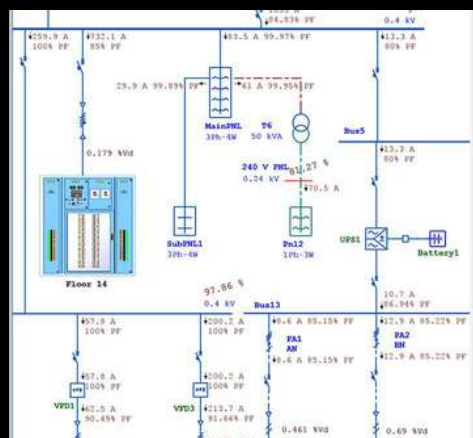 84.83% PF
0.4 kV
259.9 A
100% PF
732.1 A
85% PF
83.5 A 99.97% PF
13.3 A
80% PF
29.9 A 99.89% PF
61 A 99.95% PF
MainPNL
3Ph-4W
T6
50 kVA
Bus5
0.179 %Vd
240 V PNL
0.24 kV
81.27 %
70.5 A
13.3 A
80% PF
SubPNL1
3Ph-4W
Pnl2
1Ph-3W
UPS1
Battery1
Floor 14
97.86 %
0.4 kV
Bus13
10.7 A
86.94% PF
57.8 A
100% PF
200.2 A
100% PF
8.6 A 85.15% PF
12.9 A 85.22% PF
PA1
AN
PA2
BN
8.6 A 85.15% PF
12.9 A 85.22% PF
57.8 A
100% PF
200.2 A
100% PF
VFD1
VFD3
62.5 A
90.49% PF
213.7 A
91.66% PF
0.461 %Vd
0.69 %Vd